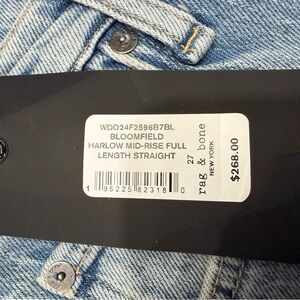 WDD24F2596B7BL
BLOOMFIELD
HARLOW MID-RISE FULL
LENGTH STRAIGHT
1 95225 82318 0
27
rag & bone
NEW YORK
$268.00